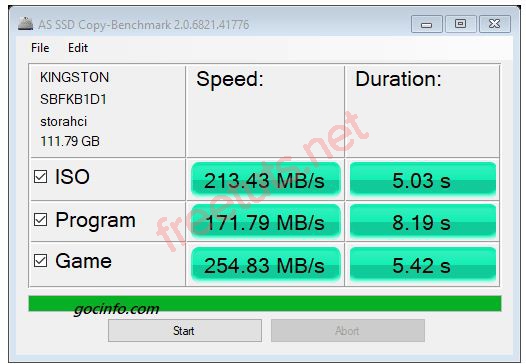 AS SSD Copy-Benchmark 2.0.6821.41776
File Edit
KINGSTON
SBFKB1D1
storahci
111.79 GB
Speed: Duration:
ISO 213.43 MB/s 5.03 s
Program 171.79 MB/s 8.19 s
Game 254.83 MB/s 5.42 s
freetuts.net
gocinfo.com
Start Abort